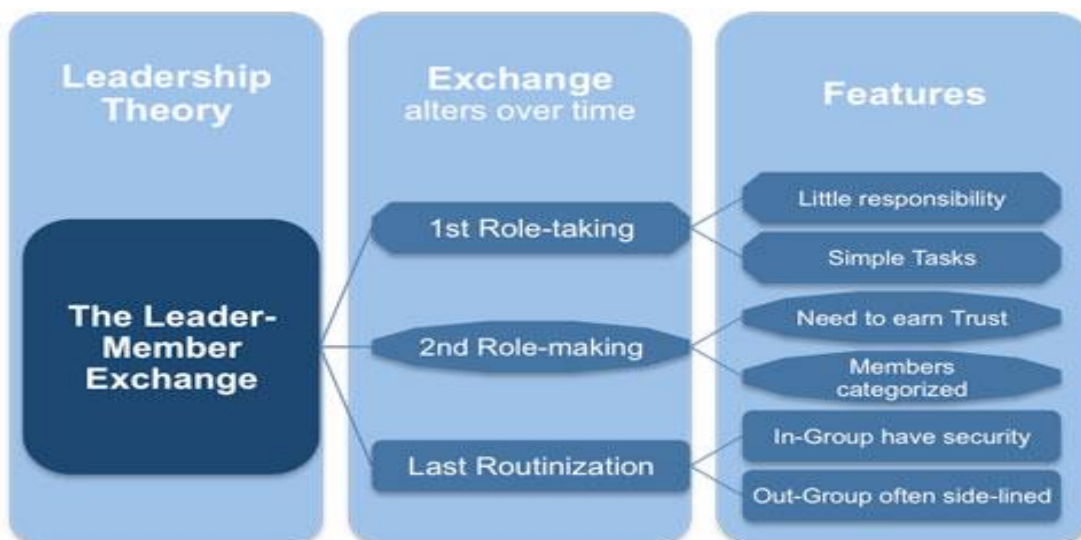 Leadership
Theory
The Leader-
Member
Exchange
Exchange
alters over time
1st Role-taking
2nd Role-making
Last Routinization
Features
Little responsibility
Simple Tasks
Need to earn Trust
Members
categorized
In-Group have security
Out-Group often side-lined